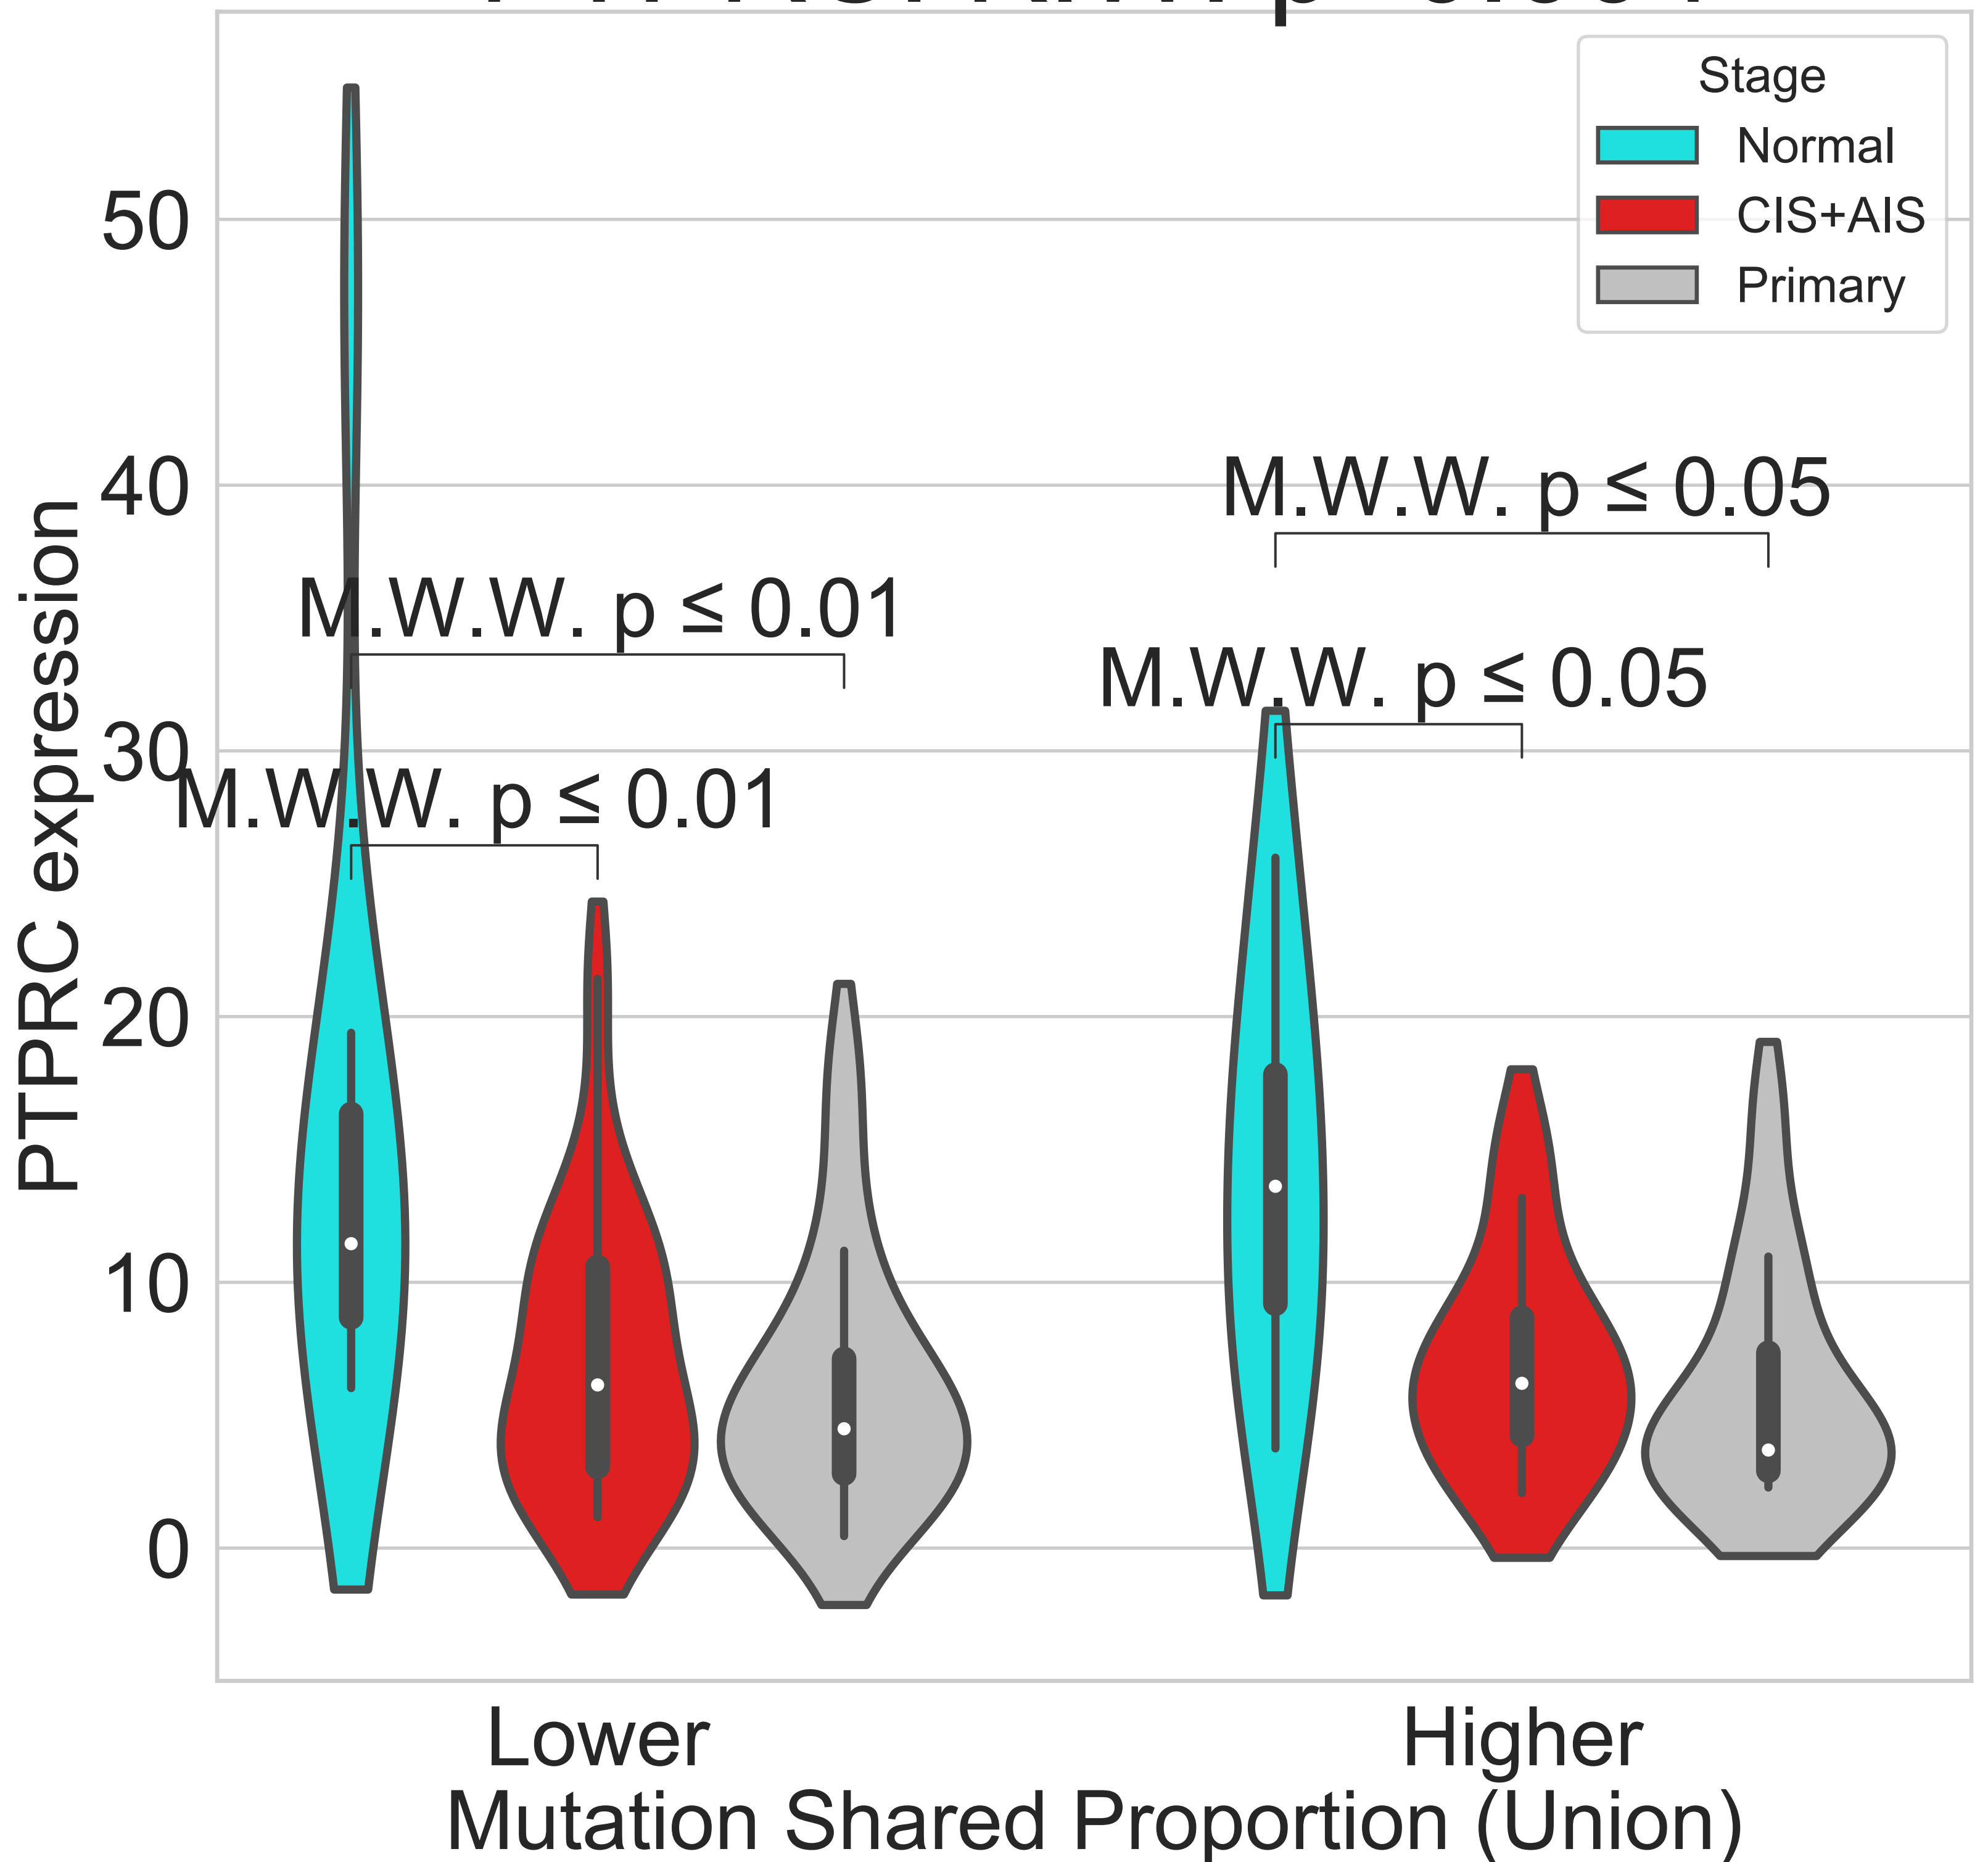 Stage
Normal
CIS+AIS
Primary
50
40
30
20
10
0
PTPRC expression
M.W.W. p ≤ 0.01
M.W.W. p ≤ 0.01
M.W.W. p ≤ 0.05
M.W.W. p ≤ 0.05
Lower
Higher
Mutation Shared Proportion (Union)